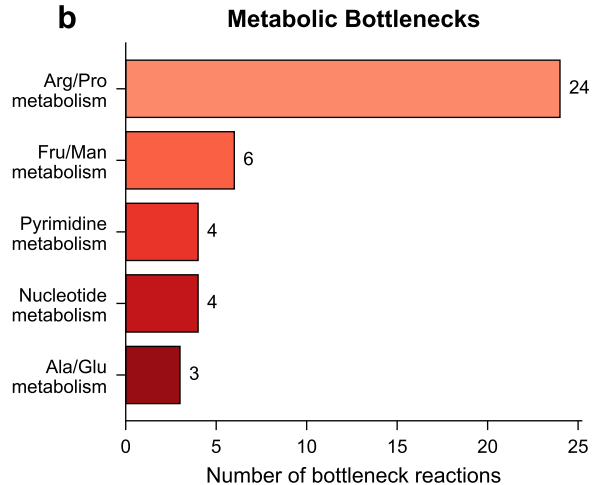 b
Metabolic Bottlenecks
Arg/Pro
metabolism
24
Fru/Man
metabolism
6
Pyrimidine
metabolism
4
Nucleotide
metabolism
4
Ala/Glu
metabolism
3
0 5 10 15 20 25
Number of bottleneck reactions